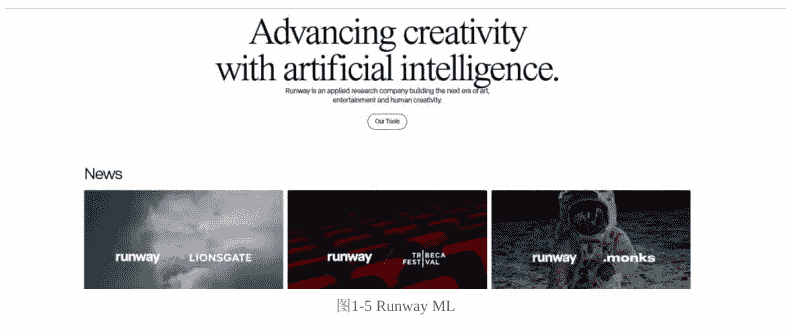 Advancing creativity
with artificial intelligence.
Runway is an applied research company building the next era of art,
entertainment and human creativity.
Our Tools
News
runway LIONSGATE
runway / TRIBECA FESTIVAL
runway .monks
图1-5 Runway ML